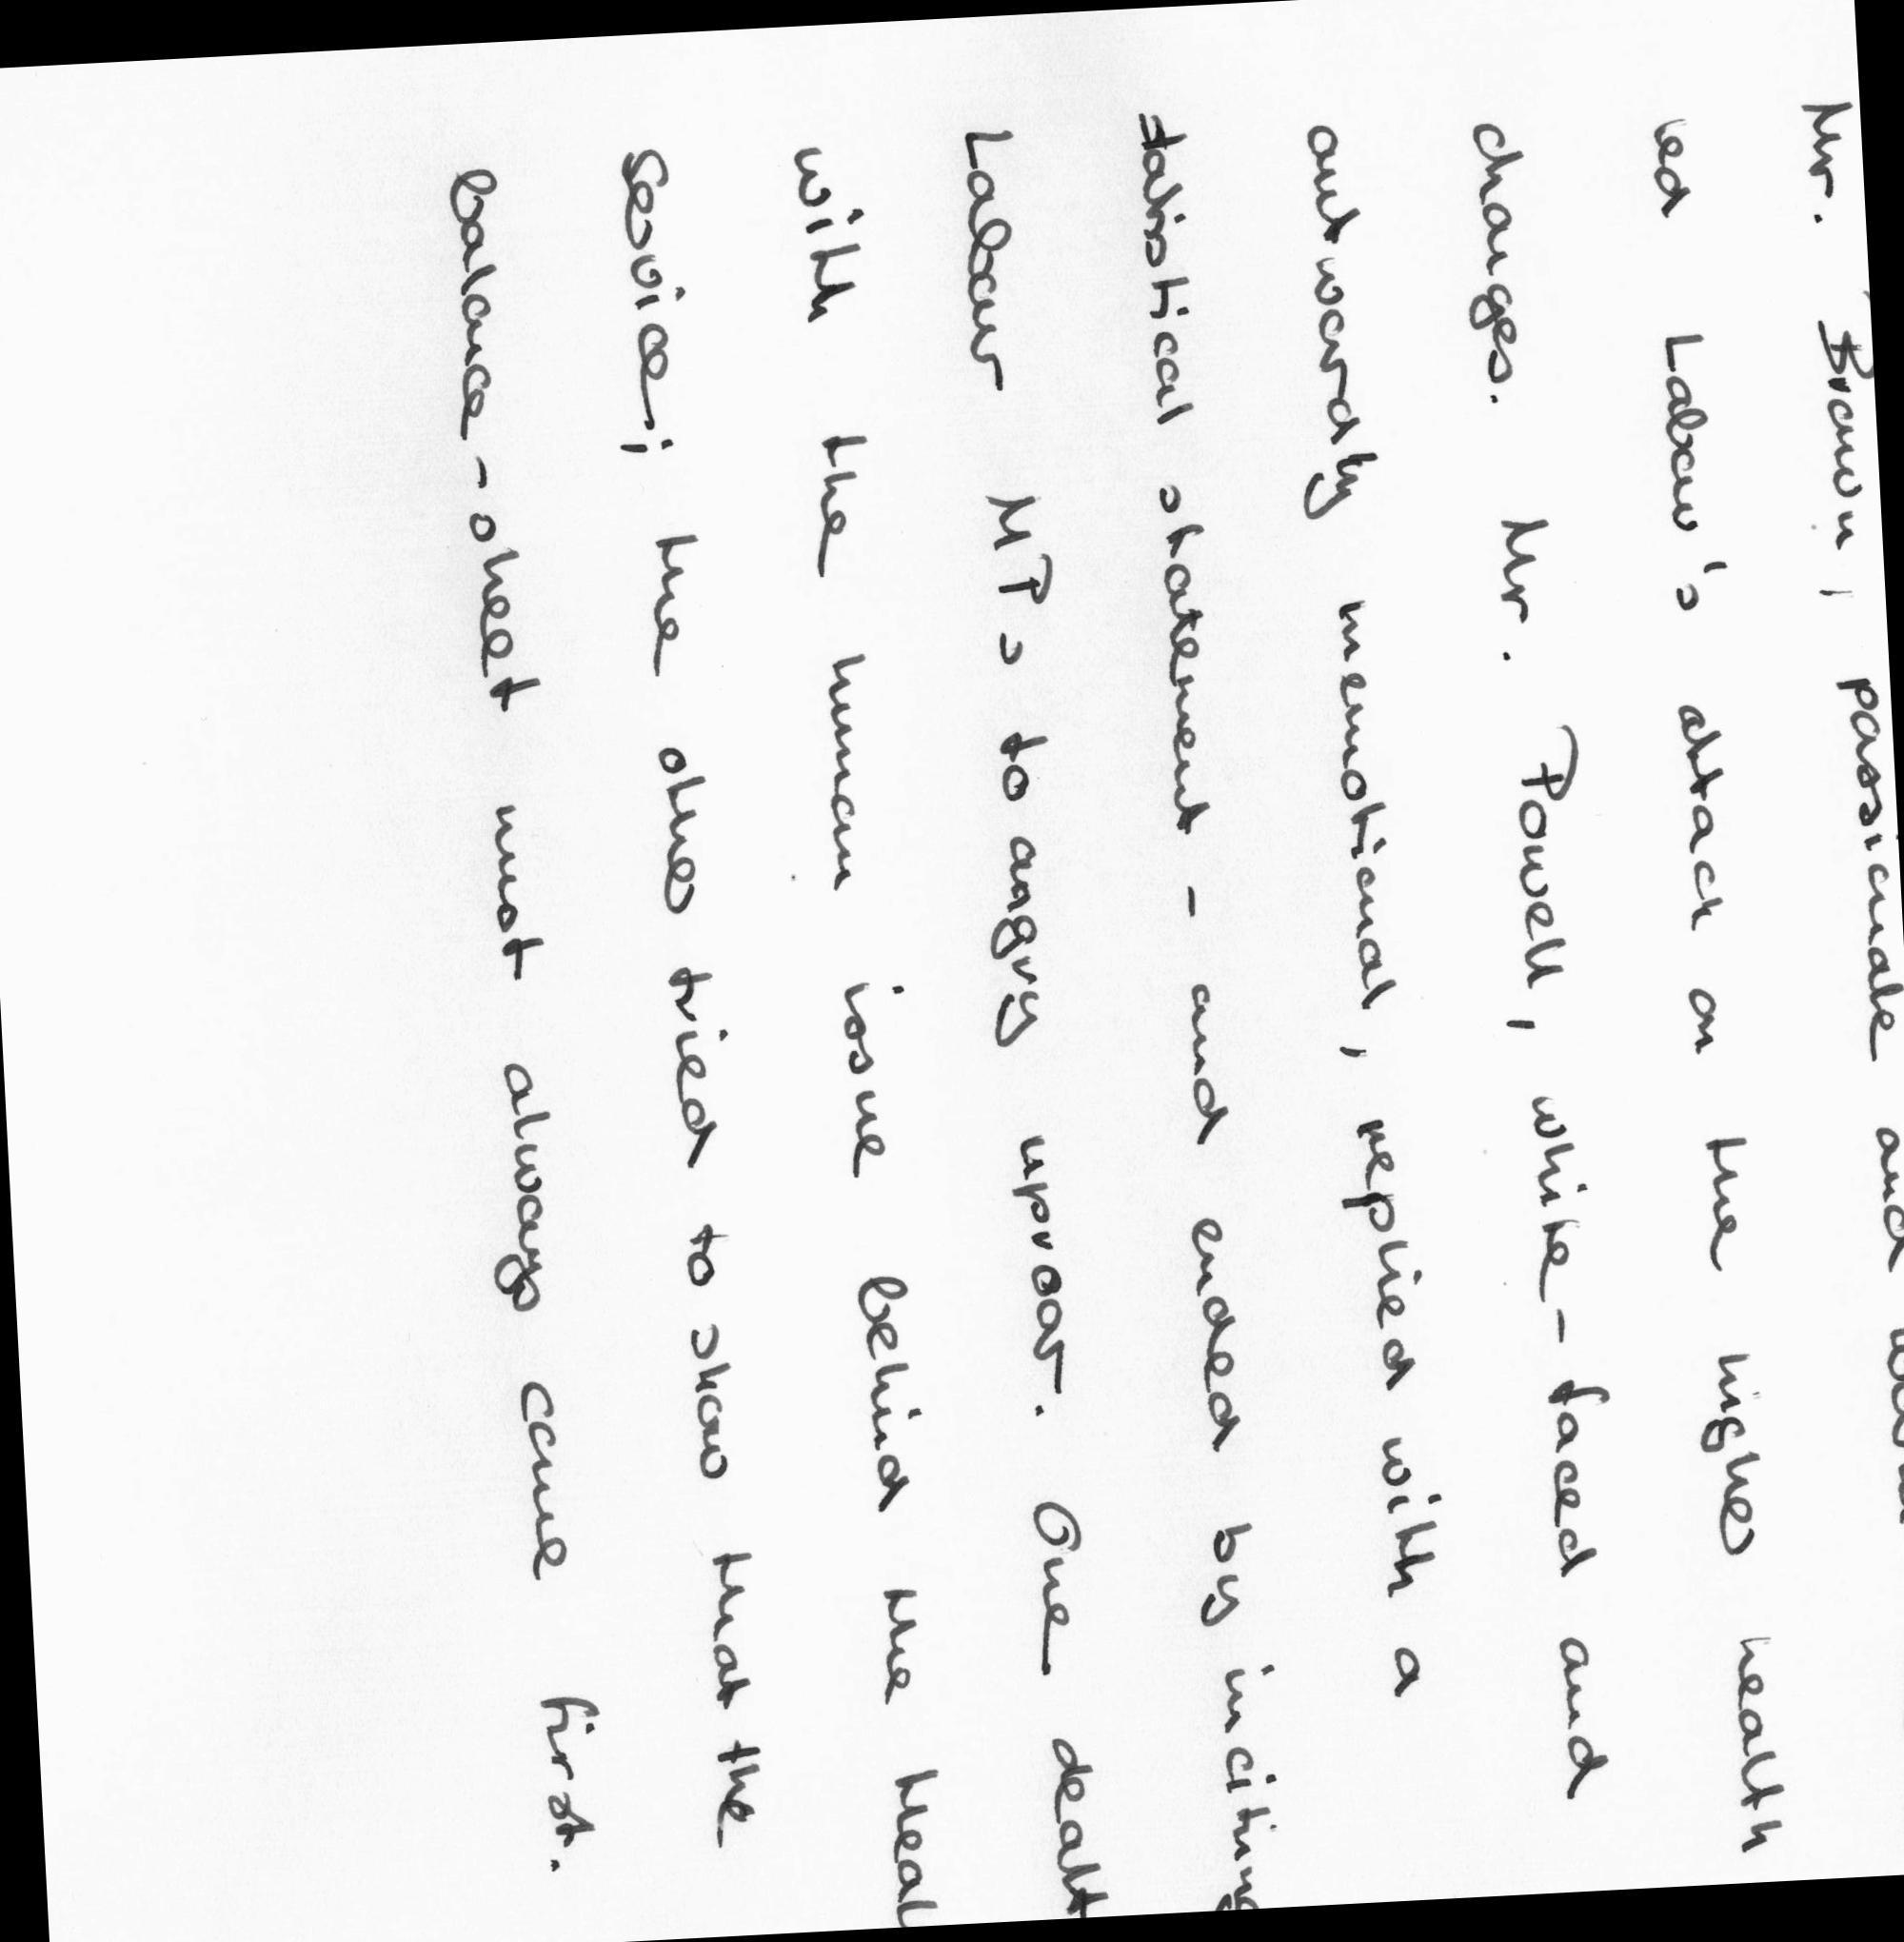 Mr. Brown, passionate and
led Labour's attack on the higher health
changes. Mr. Powell, white-faced and
outwardly unemotional, replied with a
statistical statement - and ended by inciting
Labour MPs to angry uproar. One dealt
with the human issue behind the Heal
Service; the other tried to show that the
balance-sheet must always come first.